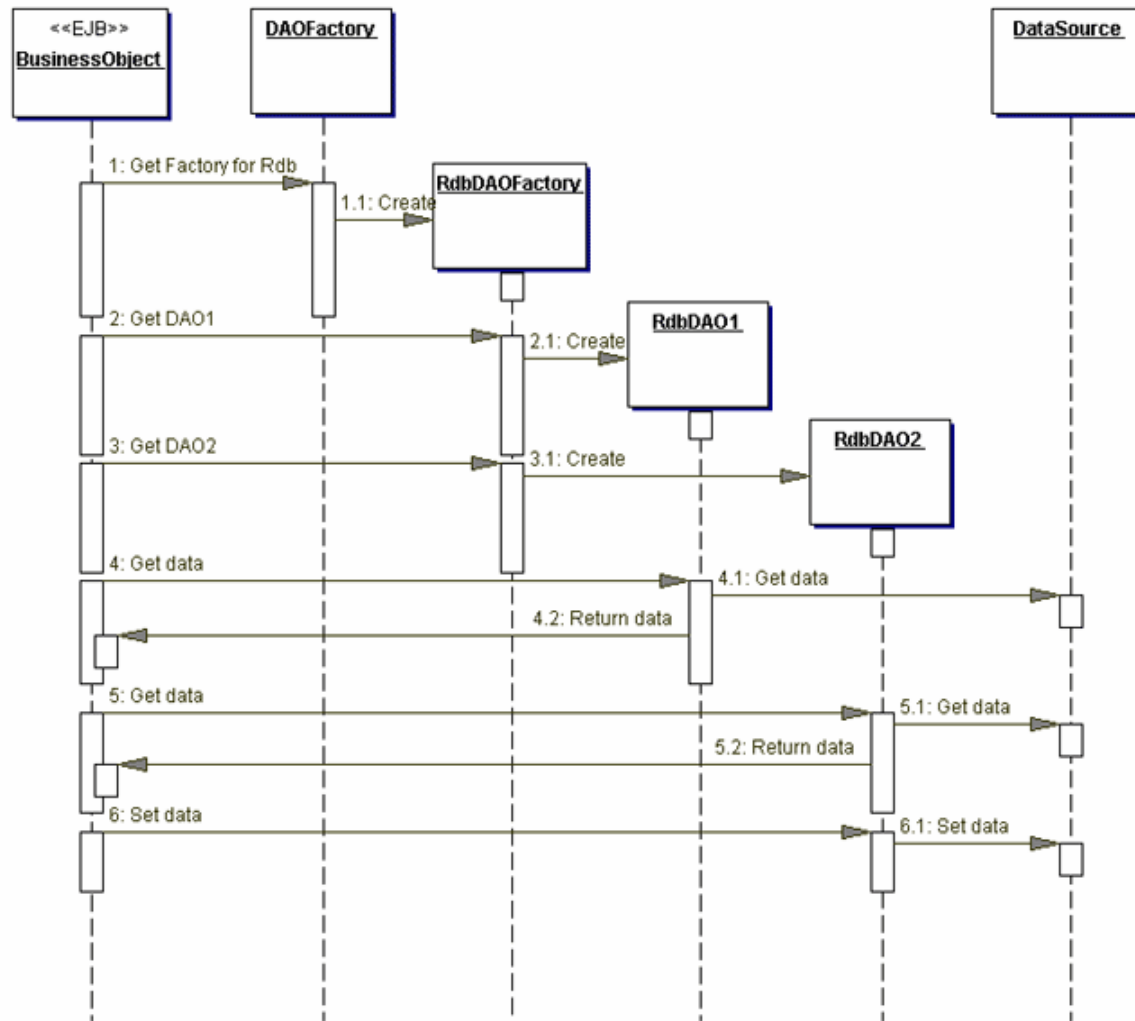 <<EJB>>
BusinessObject
DAOFactory
DataSource
1: Get Factory for Rdb
RdbDAOFactory
1.1: Create
2: Get DAO1
2.1: Create
RdbDAO1
3: Get DAO2
3.1: Create
RdbDAO2
4: Get data
4.1: Get data
4.2: Return data
5: Get data
5.1: Get data
5.2: Return data
6: Set data
6.1: Set data